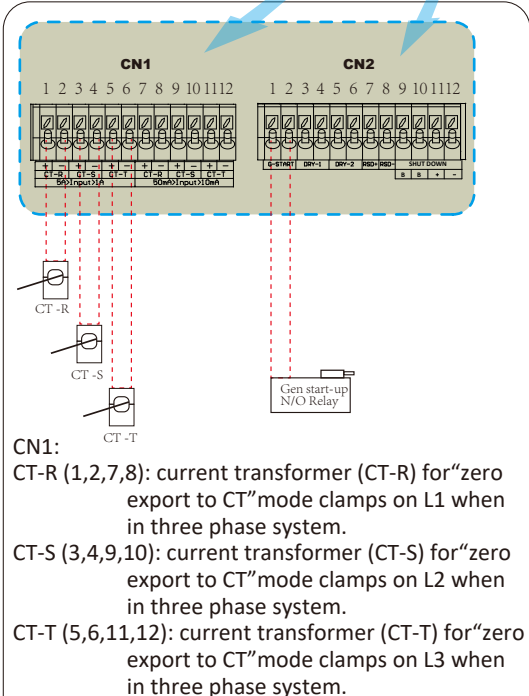 CN1 CN2
1 2 3 4 5 6 7 8 9 10 11 12 1 2 3 4 5 6 7 8 9 10 11 12
+ - + - + - + - + - + -
CT-R CT-S CT-T CT-R CT-S CT-T G-START DRY-1 DRY-2 RSD+ RSD- SHUT DOWN
5A>Input>1A 50mA>Input>10mA B B + -
CT -R
CT -S
CT -T
Gen start-up
N/O Relay
CN1:
CT-R (1,2,7,8): current transformer (CT-R) for“zero
export to CT”mode clamps on L1 when
in three phase system.
CT-S (3,4,9,10): current transformer (CT-S) for“zero
export to CT”mode clamps on L2 when
in three phase system.
CT-T (5,6,11,12): current transformer (CT-T) for“zero
export to CT”mode clamps on L3 when
in three phase system.